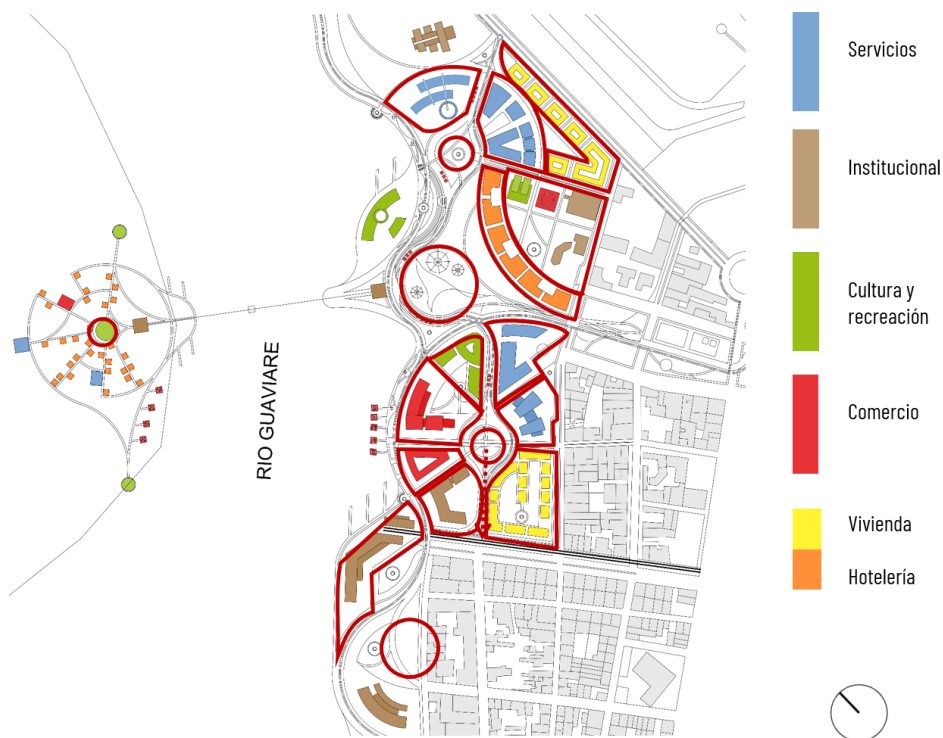 Servicios
Institucional
Cultura y
recreación
Comercio
Vivienda
Hotelería
RIO GUAVIARE